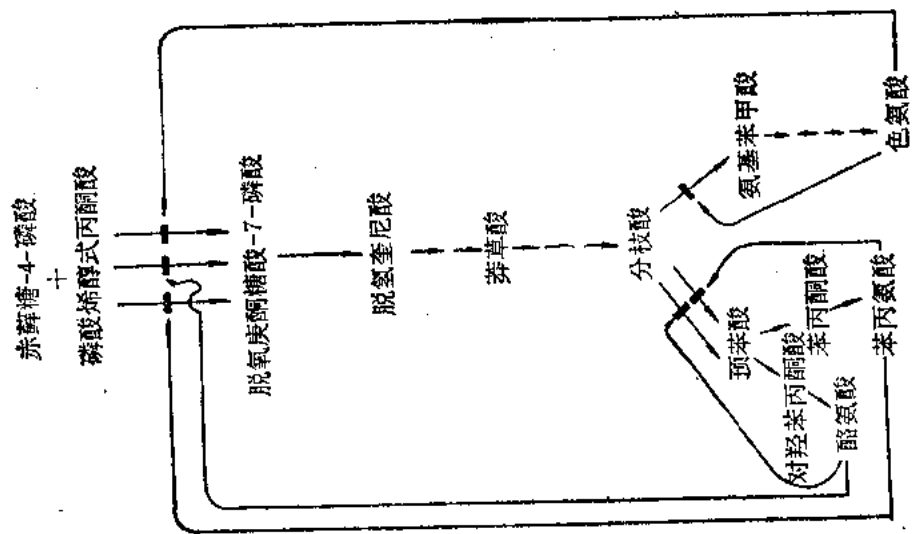 赤藓糖-4-磷酸
+
磷酸烯醇式丙酮酸
脱氧庚酮糖酸-7-磷酸
脱氢奎尼酸
莽草酸
分枝酸
预苯酸
氨基苯甲酸
对羟苯丙酮酸
苯丙酮酸
酪氨酸
苯丙氨酸
色氨酸